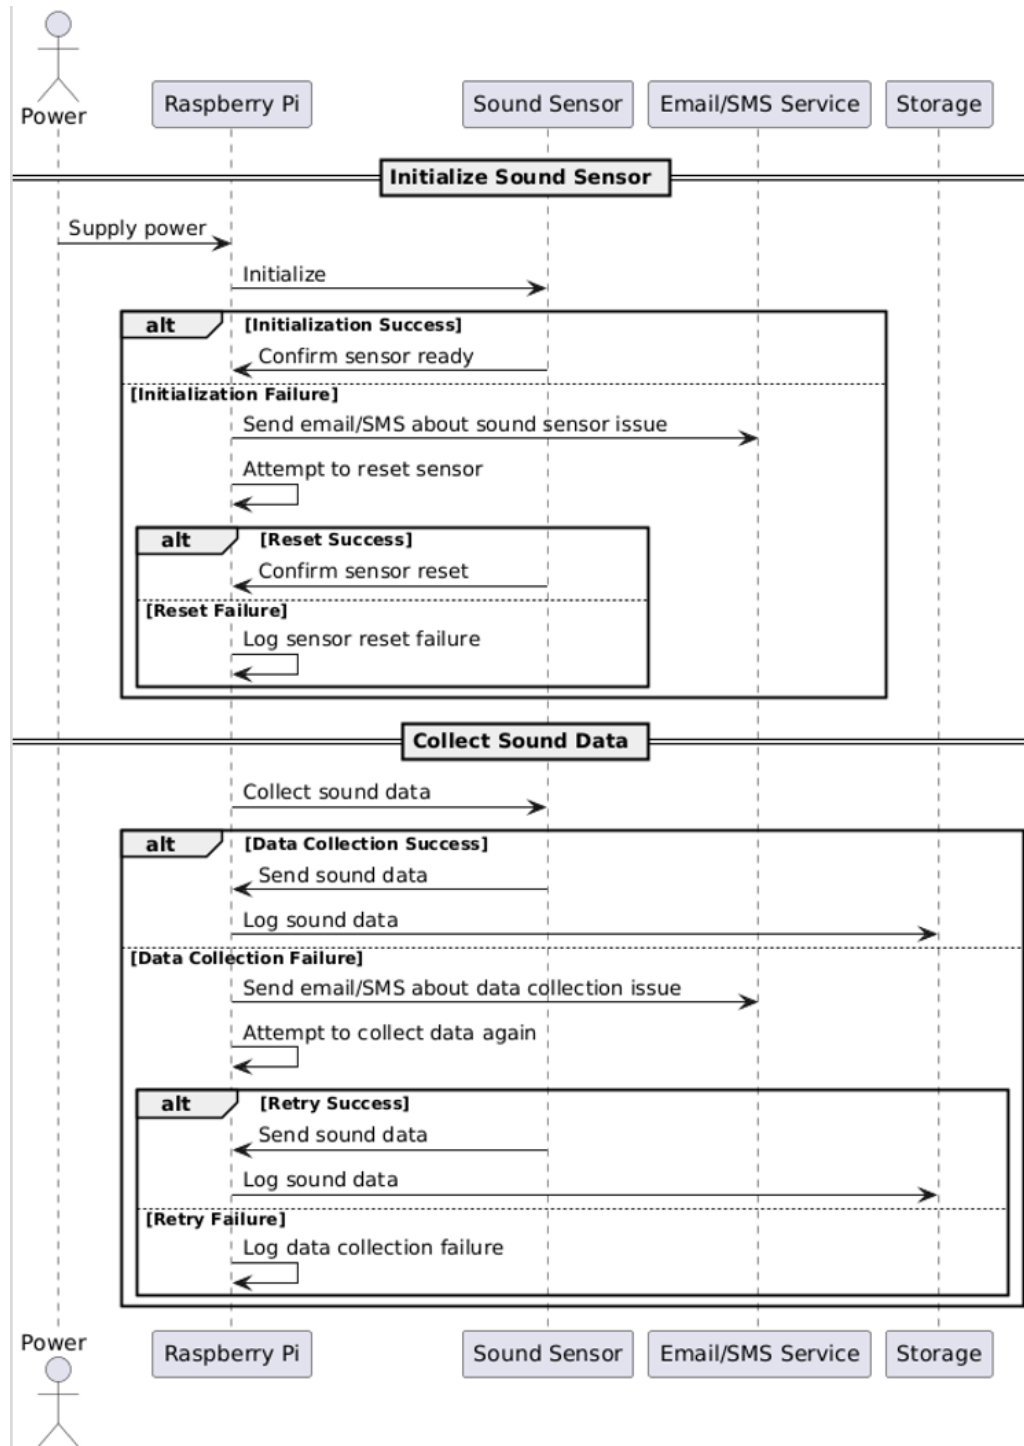 Power
Raspberry Pi
Sound Sensor
Email/SMS Service
Storage
Initialize Sound Sensor
Supply power
Initialize
alt
[Initialization Success]
Confirm sensor ready
[Initialization Failure]
Send email/SMS about sound sensor issue
Attempt to reset sensor
alt
[Reset Success]
Confirm sensor reset
[Reset Failure]
Log sensor reset failure
Collect Sound Data
Collect sound data
alt
[Data Collection Success]
Send sound data
Log sound data
[Data Collection Failure]
Send email/SMS about data collection issue
Attempt to collect data again
alt
[Retry Success]
Send sound data
Log sound data
[Retry Failure]
Log data collection failure
Power
Raspberry Pi
Sound Sensor
Email/SMS Service
Storage